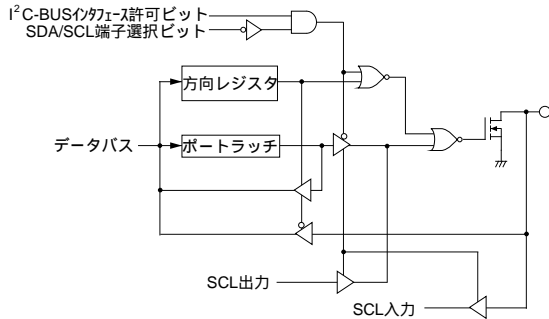 I²C-BUSインタフェース許可ビット
SDA/SCL端子選択ビット
方向レジスタ
データバス
ポートラッチ
SCL出力
SCL入力